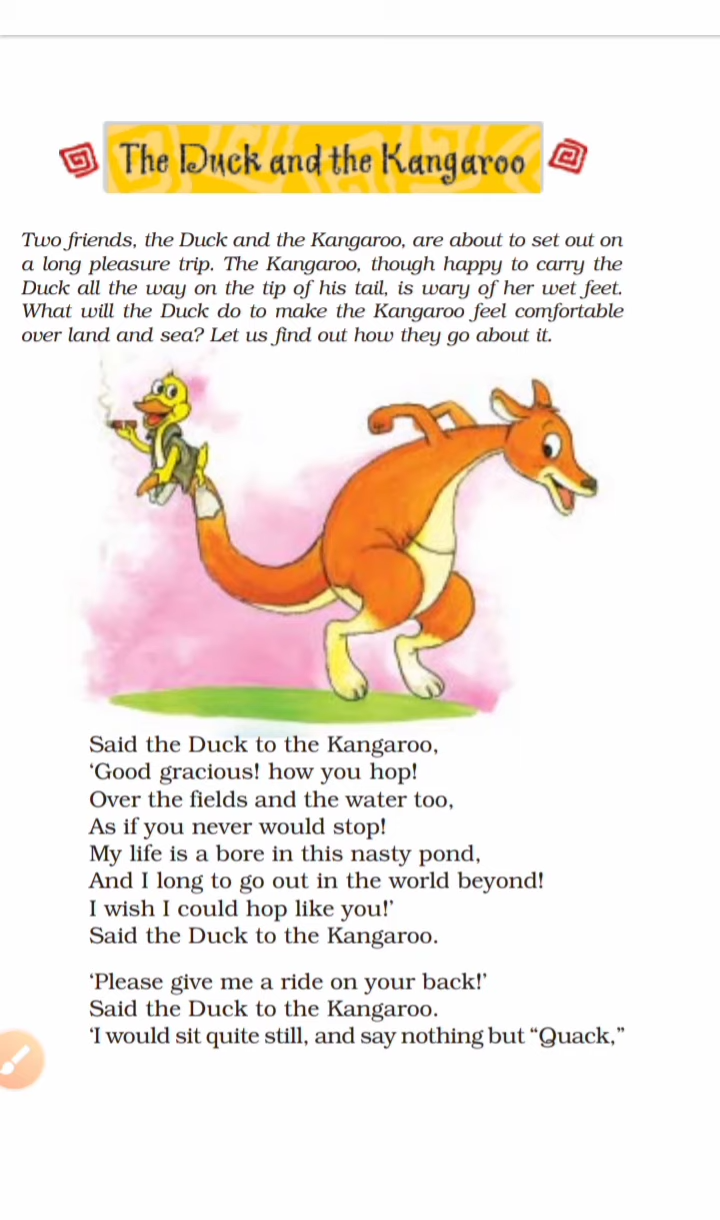 The Duck and the Kangaroo
Two friends, the Duck and the Kangaroo, are about to set out on
a long pleasure trip. The Kangaroo, though happy to carry the
Duck all the way on the tip of his tail, is wary of her wet feet.
What will the Duck do to make the Kangaroo feel comfortable
over land and sea? Let us find out how they go about it.
Said the Duck to the Kangaroo,
‘Good gracious! how you hop!
Over the fields and the water too,
As if you never would stop!
My life is a bore in this nasty pond,
And I long to go out in the world beyond!
I wish I could hop like you!’
Said the Duck to the Kangaroo.
‘Please give me a ride on your back!’
Said the Duck to the Kangaroo.
‘I would sit quite still, and say nothing but “Quack,”